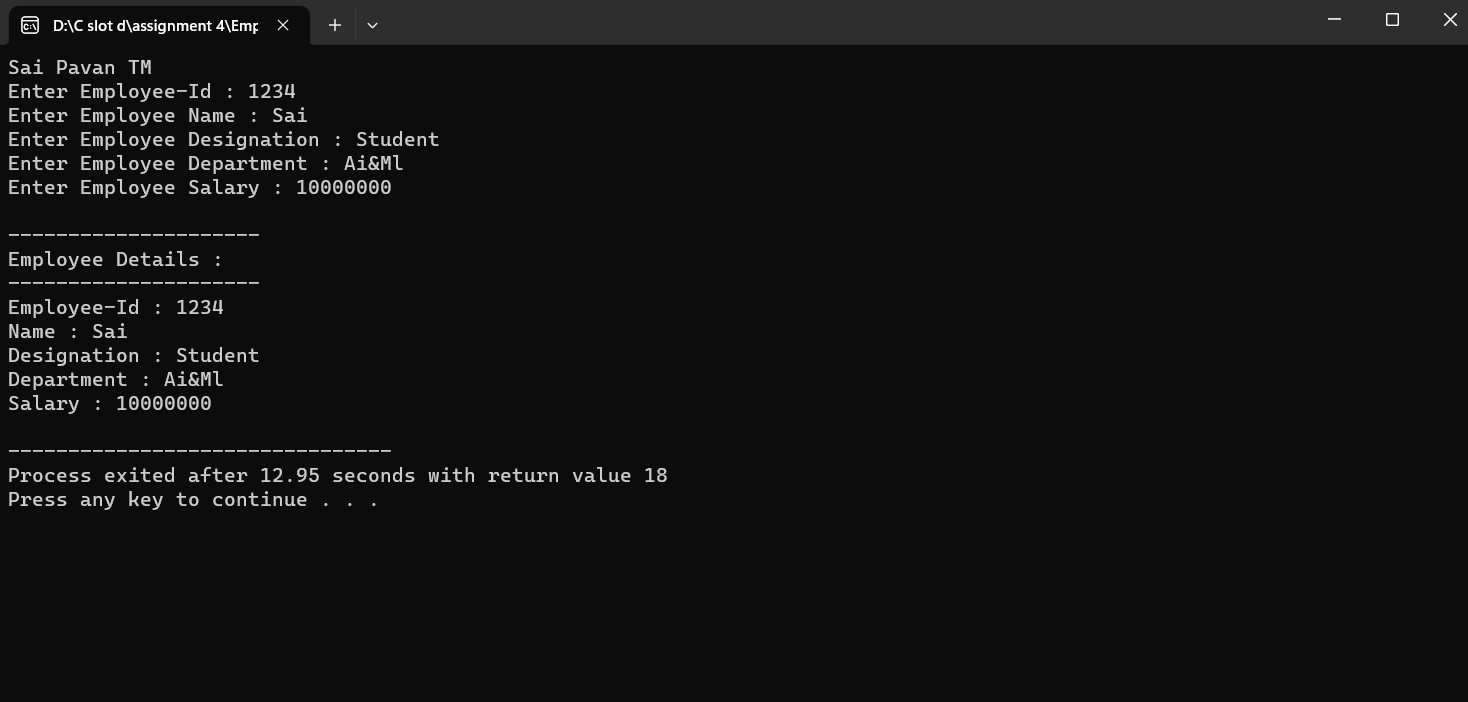 D:\C slot d\assignment 4\Emp
Sai Pavan TM
Enter Employee-Id : 1234
Enter Employee Name : Sai
Enter Employee Designation : Student
Enter Employee Department : Ai&Ml
Enter Employee Salary : 10000000
---------------------
Employee Details :
---------------------
Employee-Id : 1234
Name : Sai
Designation : Student
Department : Ai&Ml
Salary : 10000000
--------------------------------
Process exited after 12.95 seconds with return value 18
Press any key to continue . . .